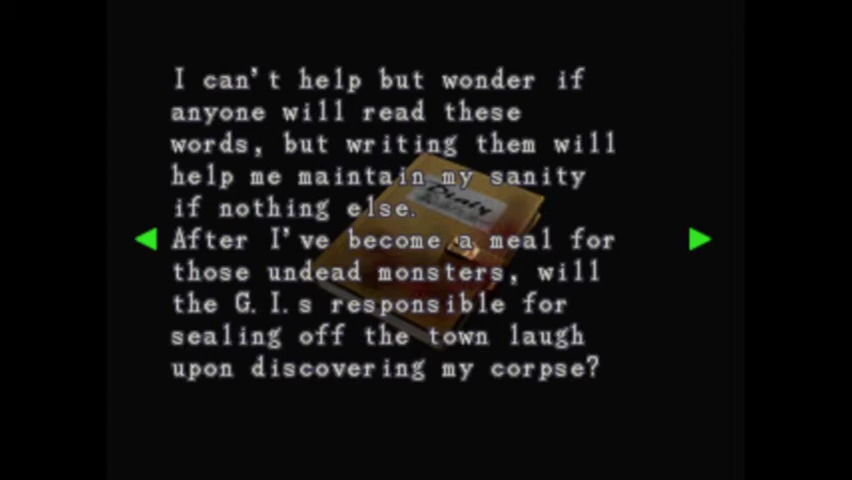 I can't help but wonder if
anyone will read these
words, but writing them will
help me maintain my sanity
if nothing else.
After I've become a meal for
those undead monsters, will
the G.I.s responsible for
sealing off the town laugh
upon discovering my corpse?
Diary